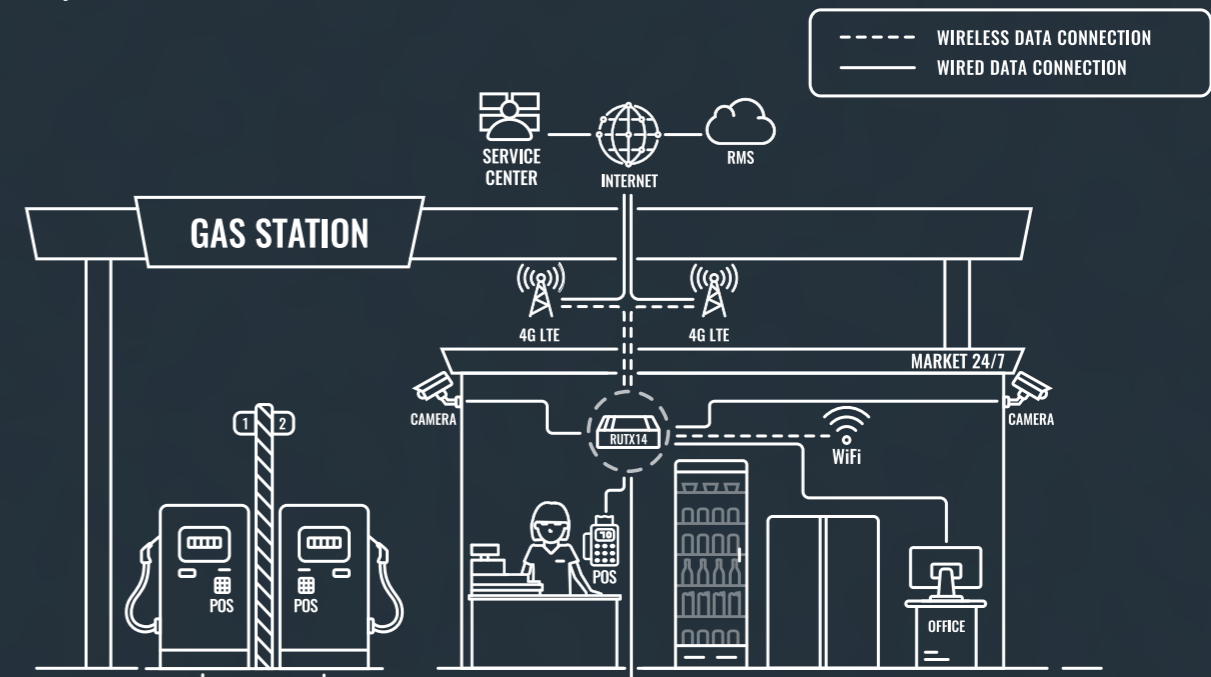 WIRELESS DATA CONNECTION
WIRED DATA CONNECTION
SERVICE
CENTER
INTERNET
RMS
GAS STATION
4G LTE
4G LTE
MARKET 24/7
CAMERA
CAMERA
1
2
RUTX14
WiFi
POS
POS
POS
OFFICE